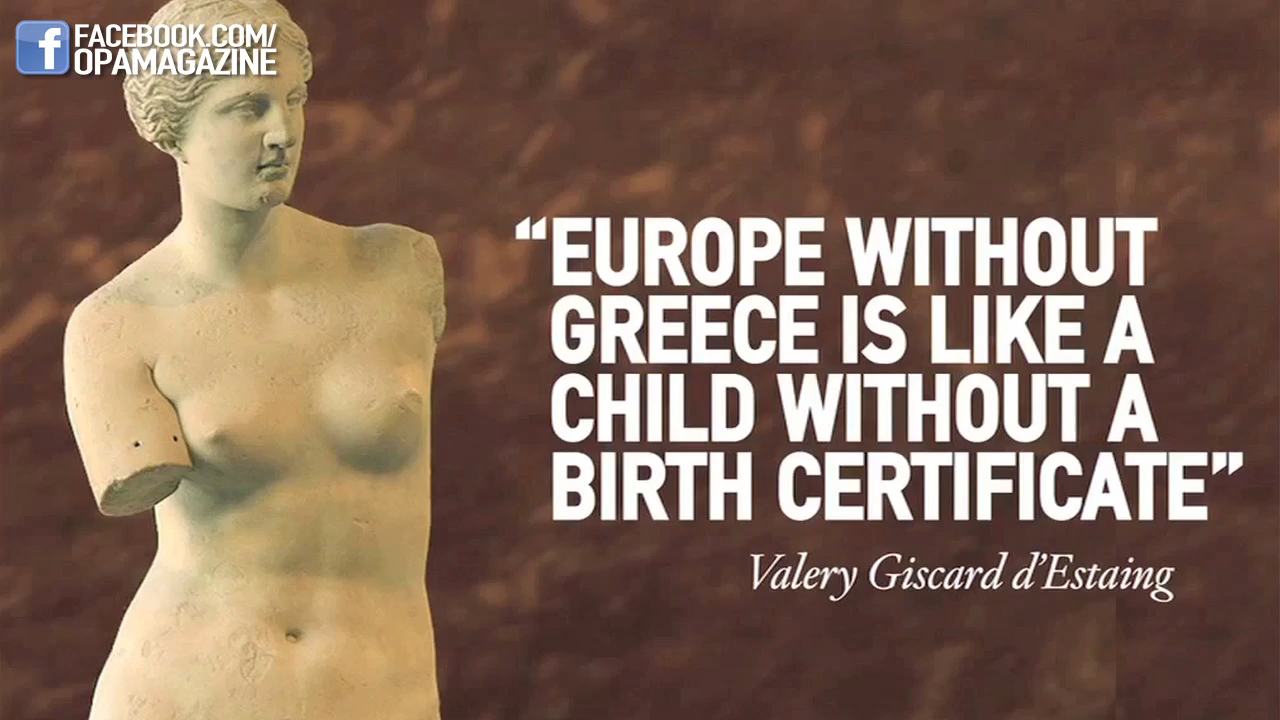 f FACEBOOK.COM/
OPAMAGAZINE
“EUROPE WITHOUT
GREECE IS LIKE A
CHILD WITHOUT A
BIRTH CERTIFICATE”
Valery Giscard d’Estaing